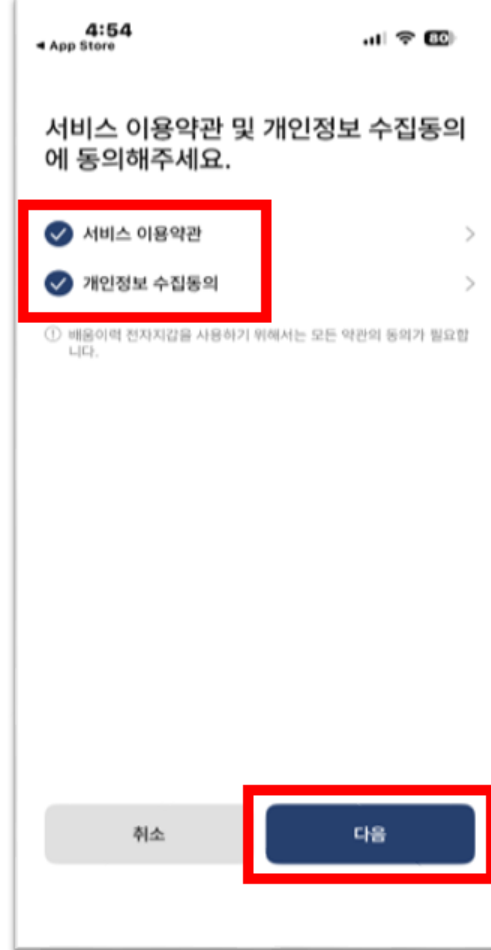 4:54
◀ App Store
80
서비스 이용약관 및 개인정보 수집동의
에 동의해주세요.
서비스 이용약관
개인정보 수집동의
배움이력 전자지갑을 사용하기 위해서는 모든 약관의 동의가 필요합
니다.
취소
다음